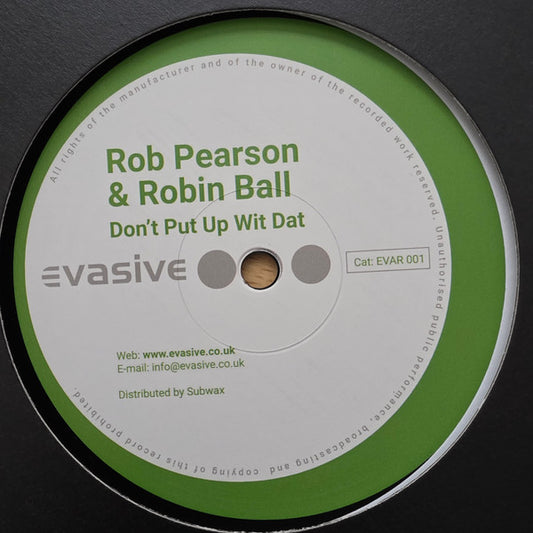 All rights of the manufacturer and of the owner of the recorded work reserved. Unauthorised public performance, broadcasting and copying of this record prohibited.
Rob Pearson
& Robin Ball
Don't Put Up Wit Dat
evasive
Cat: EVAR 001
Web: www.evasive.co.uk
E-mail: info@evasive.co.uk
Distributed by Subwax